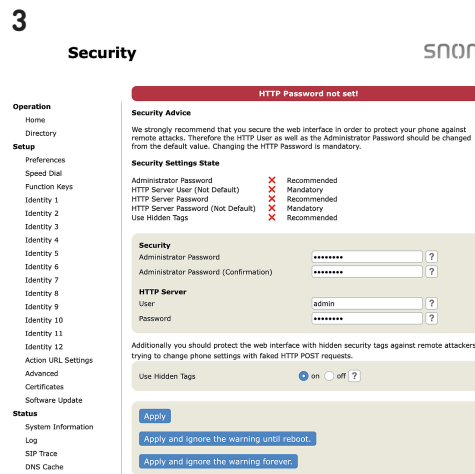 3
Security
snom
HTTP Password not set!
Operation
Home
Directory
Setup
Preferences
Speed Dial
Function Keys
Identity 1
Identity 2
Identity 3
Identity 4
Identity 5
Identity 6
Identity 7
Identity 8
Identity 9
Identity 10
Identity 11
Identity 12
Action URL Settings
Advanced
Certificates
Software Update
Status
System Information
Log
SIP Trace
DNS Cache
Security Advice
We strongly recommend that you secure the web interface in order to protect your phone against
remote attacks. Therefore the HTTP User as well as the Administrator Password should be changed
from the default value. Changing the HTTP Password is mandatory.
Security Settings State
Administrator Password ✕ Recommended
HTTP Server User (Not Default) ✕ Mandatory
HTTP Server Password ✕ Recommended
HTTP Server Password (Not Default) ✕ Mandatory
Use Hidden Tags ✕ Recommended
Security
Administrator Password •••••••• ?
Administrator Password (Confirmation) •••••••• ?
HTTP Server
User admin ?
Password •••••••• ?
Additionally you should protect the web interface with hidden security tags against remote attackers
trying to change phone settings with faked HTTP POST requests.
Use Hidden Tags on off ?
Apply
Apply and ignore the warning until reboot.
Apply and ignore the warning forever.